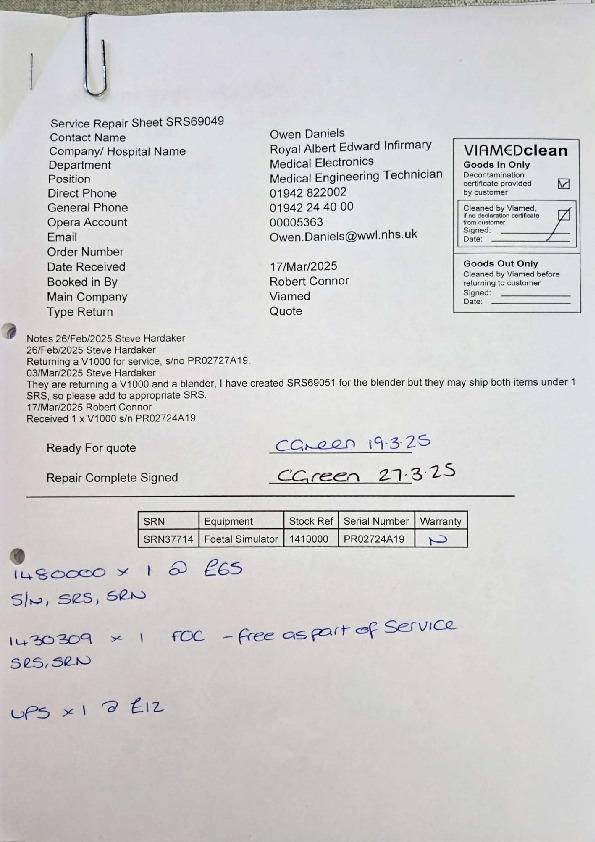 Service Repair Sheet SRS69049
Contact Name Owen Daniels
Company/ Hospital Name Royal Albert Edward Infirmary
Department Medical Electronics
Position Medical Engineering Technician
Direct Phone 01942 822002
General Phone 01942 24 40 00
Opera Account 00005363
Email Owen.Daniels@wwl.nhs.uk
Order Number
Date Received 17/Mar/2025
Booked in By Robert Connor
Main Company Viamed
Type Return Quote
VIAMEDclean
Goods In Only
Decontamination
certificate provided
by customer
Cleaned by Viamed,
if no declaration certificate
from customer
Signed:
Date:
Goods Out Only
Cleaned by Viamed before
returning to customer
Signed:
Date:
Notes 26/Feb/2025 Steve Hardaker
26/Feb/2025 Steve Hardaker
Returning a V1000 for service, s/no PR02727A19.
03/Mar/2025 Steve Hardaker
They are returning a V1000 and a blender, I have created SRS69051 for the blender but they may ship both items under 1
SRS, so please add to appropriate SRS.
17/Mar/2025 Robert Connor
Received 1 x V1000 s/n PR02724A19
Ready For quote CGreen 19.3.25
Repair Complete Signed CGreen 27.3.25
SRN Equipment Stock Ref Serial Number Warranty
SRN37714 Foetal Simulator 1410000 PR02724A19 N
1480000 x 1 @ £65
S/N, SRS, SRN
1430309 x 1 FOC - free as part of Service
SRS, SRN
UPS x 1 @ £12